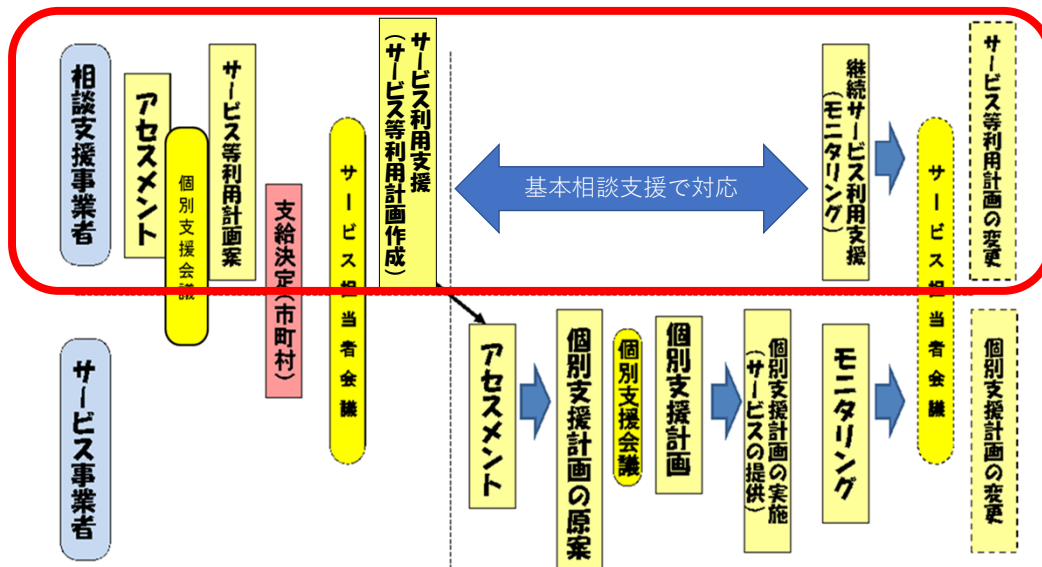 相談支援事業者
アセスメント
個別支援会議
サービス等利用計画案
支給決定(市町村)
サービス担当者会議
サービス利用支援
(サービス等利用計画作成)
基本相談支援で対応
継続サービス利用支援
(モニタリング)
サービス担当者会議
サービス等利用計画の変更
サービス事業者
アセスメント
個別支援計画の原案
個別支援会議
個別支援計画
個別支援計画の実施
(サービスの提供)
モニタリング
個別支援計画の変更